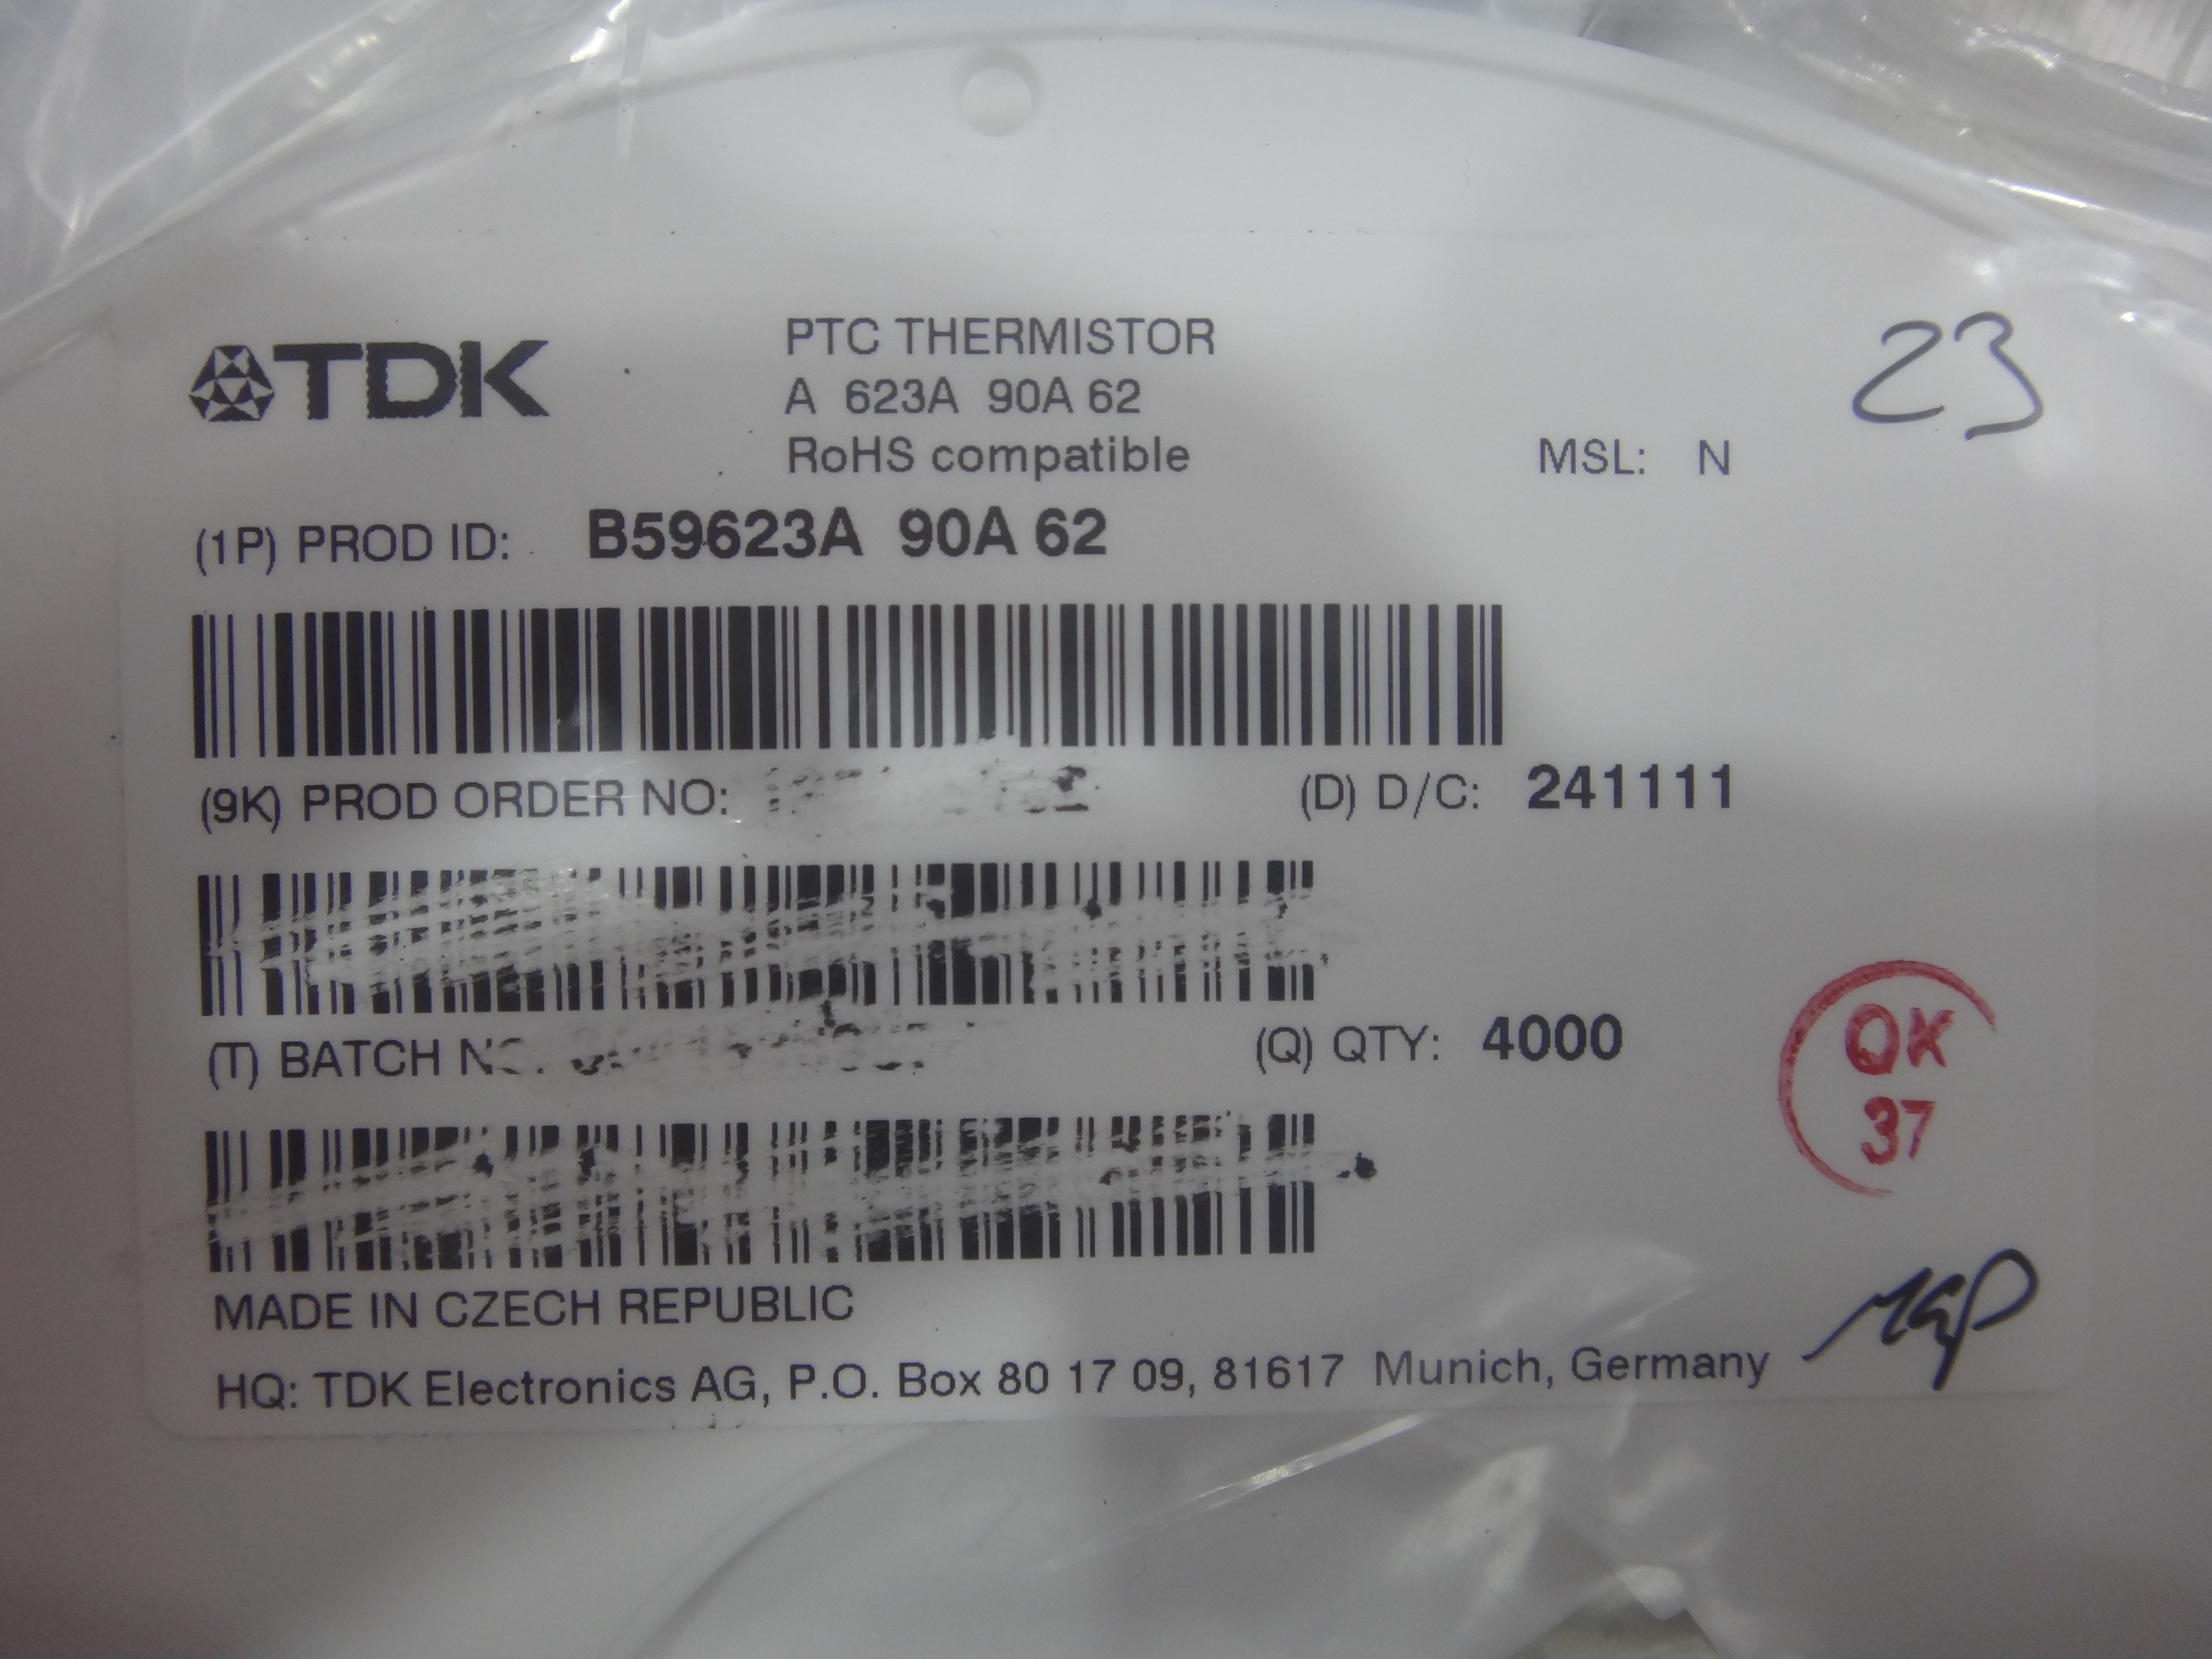 TDK
PTC THERMISTOR
A 623A 90A 62
RoHS compatible
MSL: N
23
(1P) PROD ID: B59623A 90A 62
(9K) PROD ORDER NO:
(D) D/C: 241111
(T) BATCH
(Q) QTY: 4000
OK
37
MADE IN CZECH REPUBLIC
HQ: TDK Electronics AG, P.O. Box 80 17 09, 81617 Munich, Germany